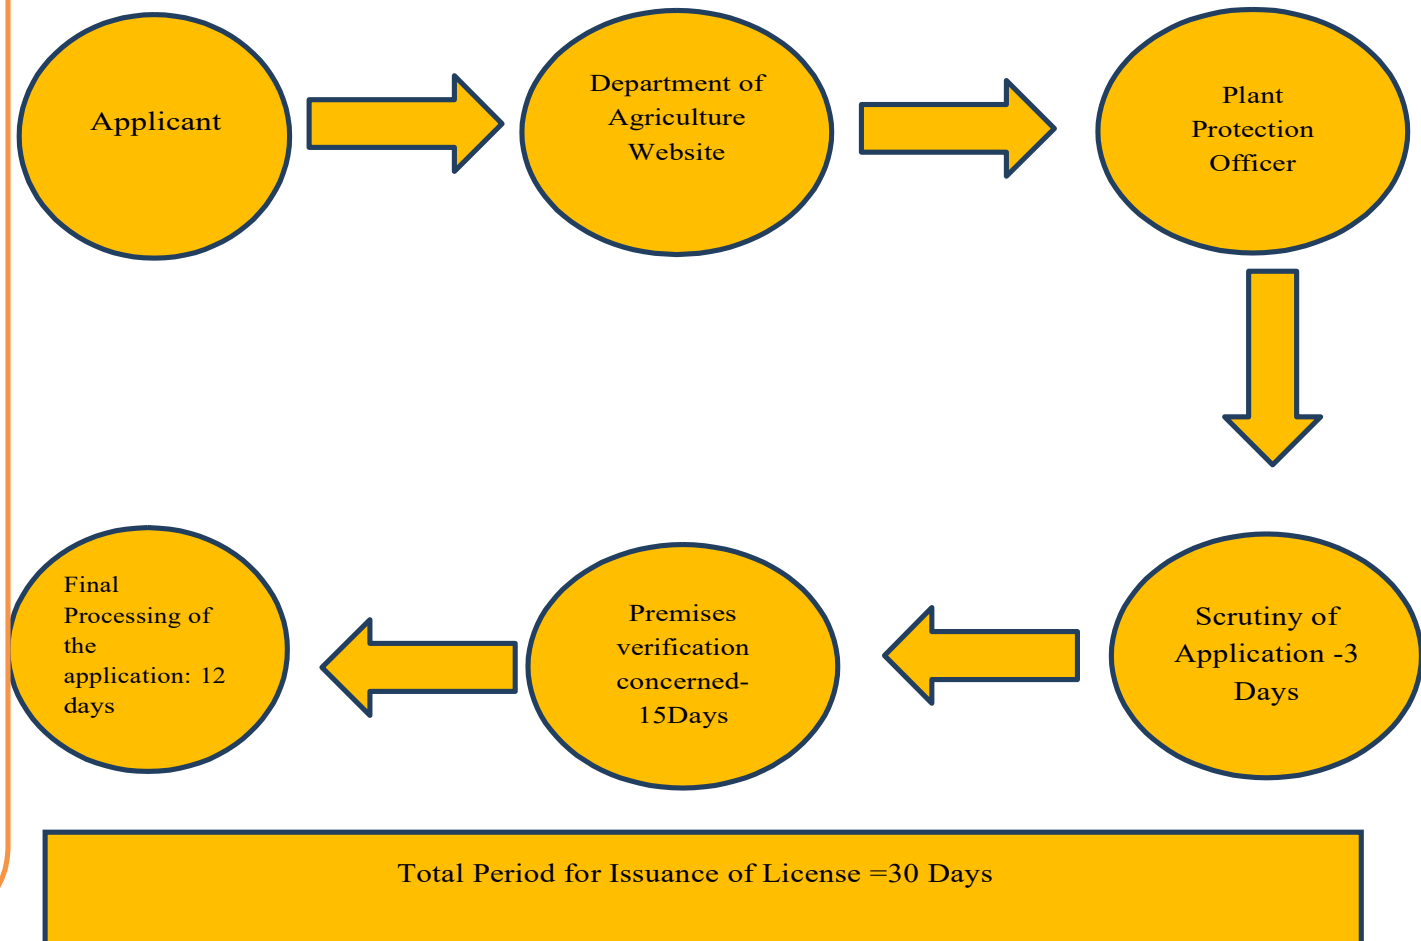 Applicant
Department of
Agriculture
Website
Plant
Protection
Officer
Scrutiny of
Application -3
Days
Premises
verification
concerned-
15Days
Final
Processing of
the
application: 12
days
Total Period for Issuance of License =30 Days